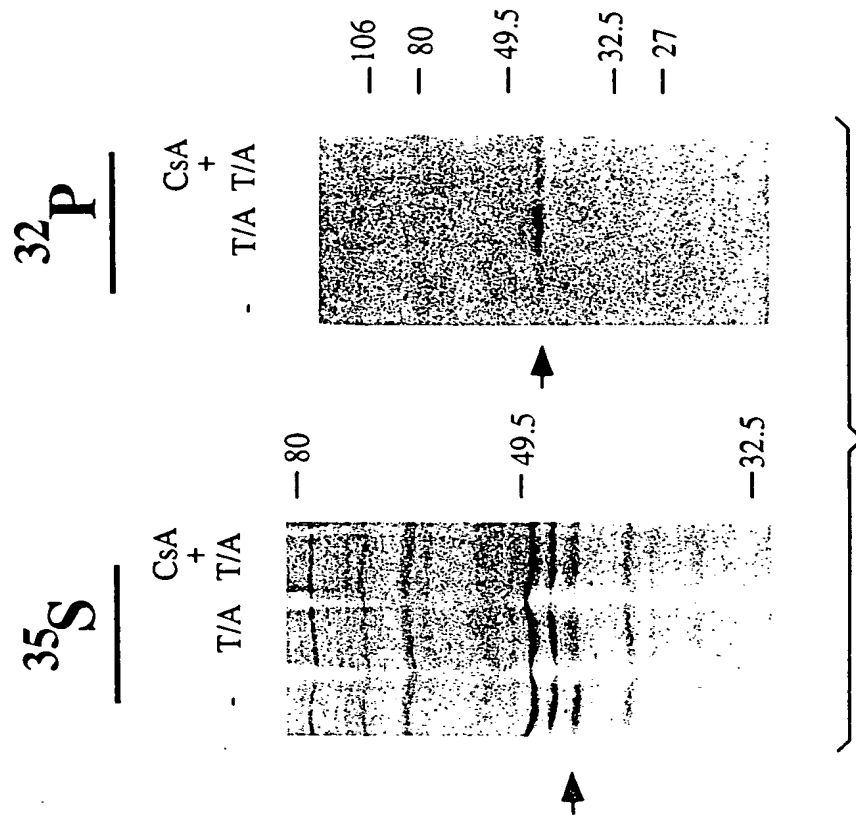 35S
CsA
+
- T/A T/A
— 80
— 49.5
— 32.5
32P
CsA
+
- T/A T/A
— 106
— 80
— 49.5
— 32.5
— 27